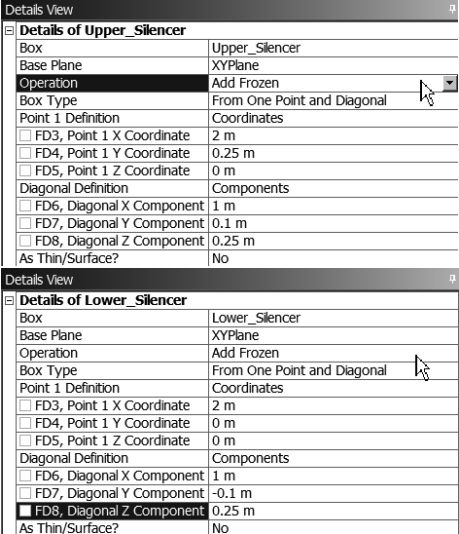 Details View
Details of Upper_Silencer
Box Upper_Silencer
Base Plane XYPlane
Operation Add Frozen
Box Type From One Point and Diagonal
Point 1 Definition Coordinates
FD3, Point 1 X Coordinate 2 m
FD4, Point 1 Y Coordinate 0.25 m
FD5, Point 1 Z Coordinate 0 m
Diagonal Definition Components
FD6, Diagonal X Component 1 m
FD7, Diagonal Y Component 0.1 m
FD8, Diagonal Z Component 0.25 m
As Thin/Surface? No
Details View
Details of Lower_Silencer
Box Lower_Silencer
Base Plane XYPlane
Operation Add Frozen
Box Type From One Point and Diagonal
Point 1 Definition Coordinates
FD3, Point 1 X Coordinate 2 m
FD4, Point 1 Y Coordinate 0 m
FD5, Point 1 Z Coordinate 0 m
Diagonal Definition Components
FD6, Diagonal X Component 1 m
FD7, Diagonal Y Component -0.1 m
FD8, Diagonal Z Component 0.25 m
As Thin/Surface? No